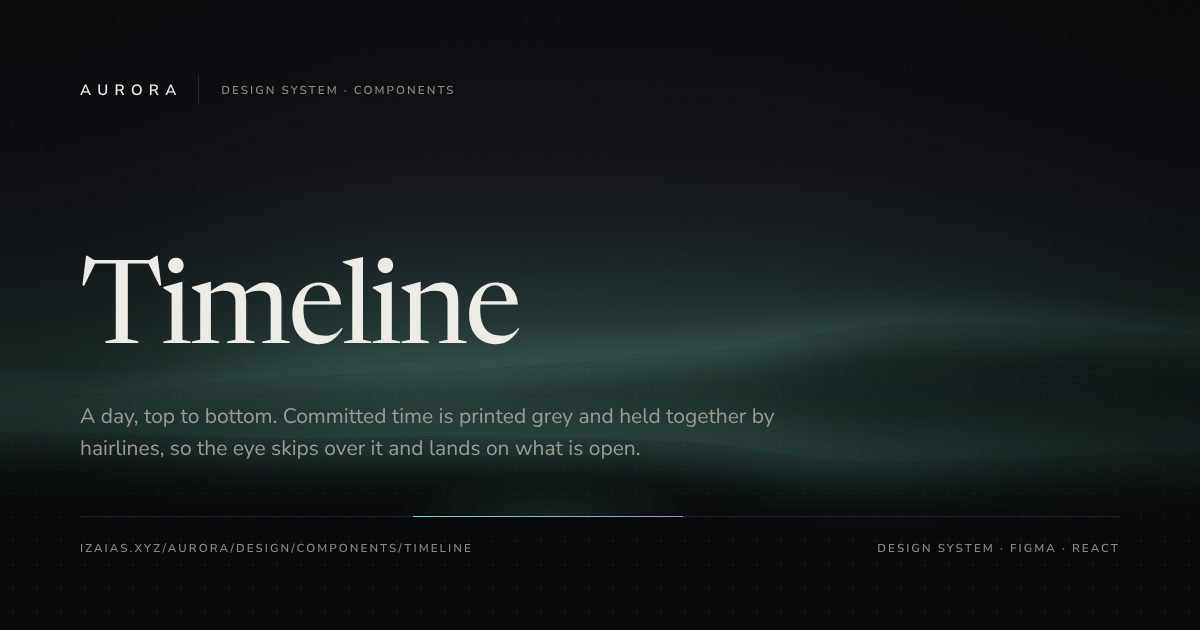 AURORA
DESIGN SYSTEM · COMPONENTS
Timeline
A day, top to bottom. Committed time is printed grey and held together by
hairlines, so the eye skips over it and lands on what is open.
IZAIAS.XYZ/AURORA/DESIGN/COMPONENTS/TIMELINE
DESIGN SYSTEM · FIGMA · REACT